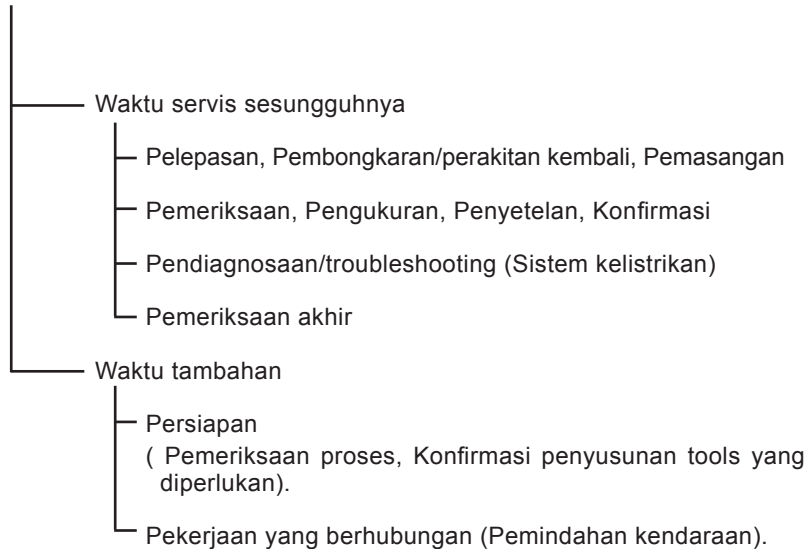 Waktu servis sesungguhnya
Pelepasan, Pembongkaran/perakitan kembali, Pemasangan
Pemeriksaan, Pengukuran, Penyetelan, Konfirmasi
Pendiagnosaan/troubleshooting (Sistem kelistrikan)
Pemeriksaan akhir
Waktu tambahan
Persiapan
( Pemeriksaan proses, Konfirmasi penyusunan tools yang
diperlukan).
Pekerjaan yang berhubungan (Pemindahan kendaraan).